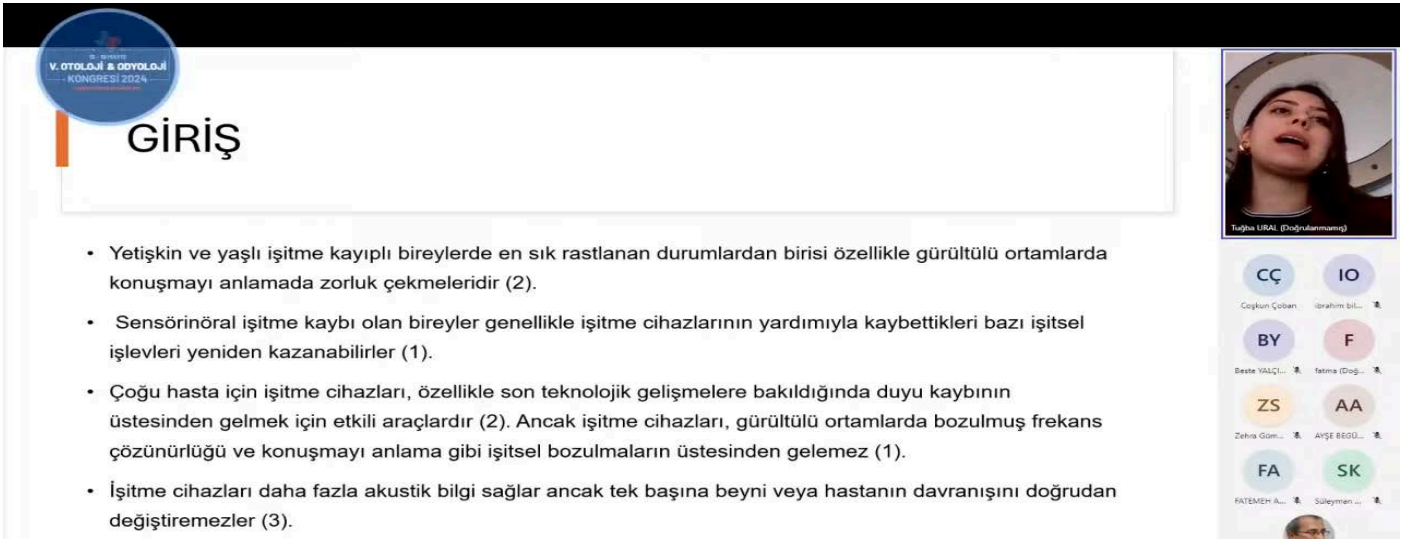 V. OTOLOJİ & ODYOLOJİ
KONGRESİ 2024
GİRİŞ
• Yetişkin ve yaşlı işitme kayıplı bireylerde en sık rastlanan durumlardan birisi özellikle gürültülü ortamlarda
konuşmayı anlamada zorluk çekmeleridir (2).
• Sensörinöral işitme kaybı olan bireyler genellikle işitme cihazlarının yardımıyla kaybettikleri bazı işitsel
işlevleri yeniden kazanabilirler (1).
• Çoğu hasta için işitme cihazları, özellikle son teknolojik gelişmelere bakıldığında duyu kaybının
üstesinden gelmek için etkili araçlardır (2). Ancak işitme cihazları, gürültülü ortamlarda bozulmuş frekans
çözünürlüğü ve konuşmayı anlama gibi işitsel bozulmaların üstesinden gelemez (1).
• İşitme cihazları daha fazla akustik bilgi sağlar ancak tek başına beyni veya hastanın davranışını doğrudan
değiştiremezler (3).
Tuğba URAL (Doğrulanmamış)
CÇ IO
Coşkun Çoban ibrahim bil...
BY F
Beste YALÇI... fatma (Doğ...
ZS AA
Zehra Güm... AYŞE BEGÜ...
FA SK
FATEMEH A... Süleyman ...